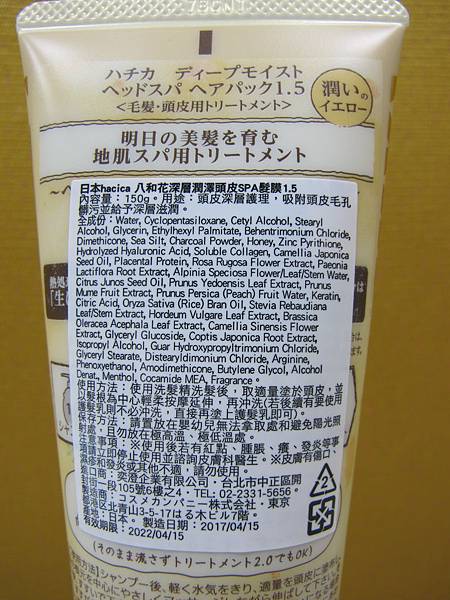 ハチカ ディープモイスト
ヘッドスパ ヘアパック1.5
<毛髪・頭皮用トリートメント>
潤いの
イエロー
明日の美髪を育む
地肌スパ用トリートメント
日本hacica 八和花深層潤澤頭皮SPA髮膜1.5
內容量：150g。用途：頭皮深層護理，吸附頭皮毛孔
髒污並給予深層滋潤。
全成份：Water, Cyclopentasiloxane, Cetyl Alcohol, Stearyl
Alcohol, Glycerin, Ethylhexyl Palmitate, Behentrimonium Chloride,
Dimethicone, Sea Silt, Charcoal Powder, Honey, Zinc Pyrithione,
Hydrolyzed Hyaluronic Acid, Soluble Collagen, Camellia Japonica
Seed Oil, Placental Protein, Rosa Rugosa Flower Extract, Paeonia
Lactiflora Root Extract, Alpinia Speciosa Flower/Leaf/Stem Water,
Citrus Junos Seed Oil, Prunus Yedoensis Leaf Extract, Prunus
Mume Fruit Extract, Prunus Persica (Peach) Fruit Water, Keratin,
Citric Acid, Oryza Sativa (Rice) Bran Oil, Stevia Rebaudiana
Leaf/Stem Extract, Hordeum Vulgare Leaf Extract, Brassica
Oleracea Acephala Leaf Extract, Camellia Sinensis Flower
Extract, Glyceryl Glucoside, Coptis Japonica Root Extract,
Isopropyl Alcohol, Guar Hydroxypropyltrimonium Chloride,
Glyceryl Stearate, Distearyldimonium Chloride, Arginine,
Phenoxyethanol, Amodimethicone, Butylene Glycol, Alcohol
Denat., Menthol, Cocamide MEA, Fragrance。
使用方法：使用洗髮精洗髮後，取適量塗於頭皮，並
以髮根為中心輕柔按摩延伸，再沖洗(若後續有要使用
護髮乳則不必沖洗，直接再塗上護髮乳即可)。
保存方法：請置放在嬰幼兒無法拿取處和避免陽光照
射處，且勿放在極高溫、極低溫處。
注意事項：※使用後若有紅點、腫脹、癢、發炎等事
項請立即停止使用並諮詢皮膚科醫生。※皮膚有傷口、
濕疹或發炎或其他不適，請勿使用。
進口商：奕澄企業有限公司．台北市中正區開
封街一段105號6樓之4．TEL：02-2331-5656。
製造商：コスメカンパニー株式会社．東京
港區北青山3-5-17はる木ビル7階。
產地：日本。製造日期：2017/04/15
有效期限：2022/04/15
2
(そのまま流さずトリートメント2.0でもOK)
シャンプー後、軽く水気をきり、適量を頭皮に